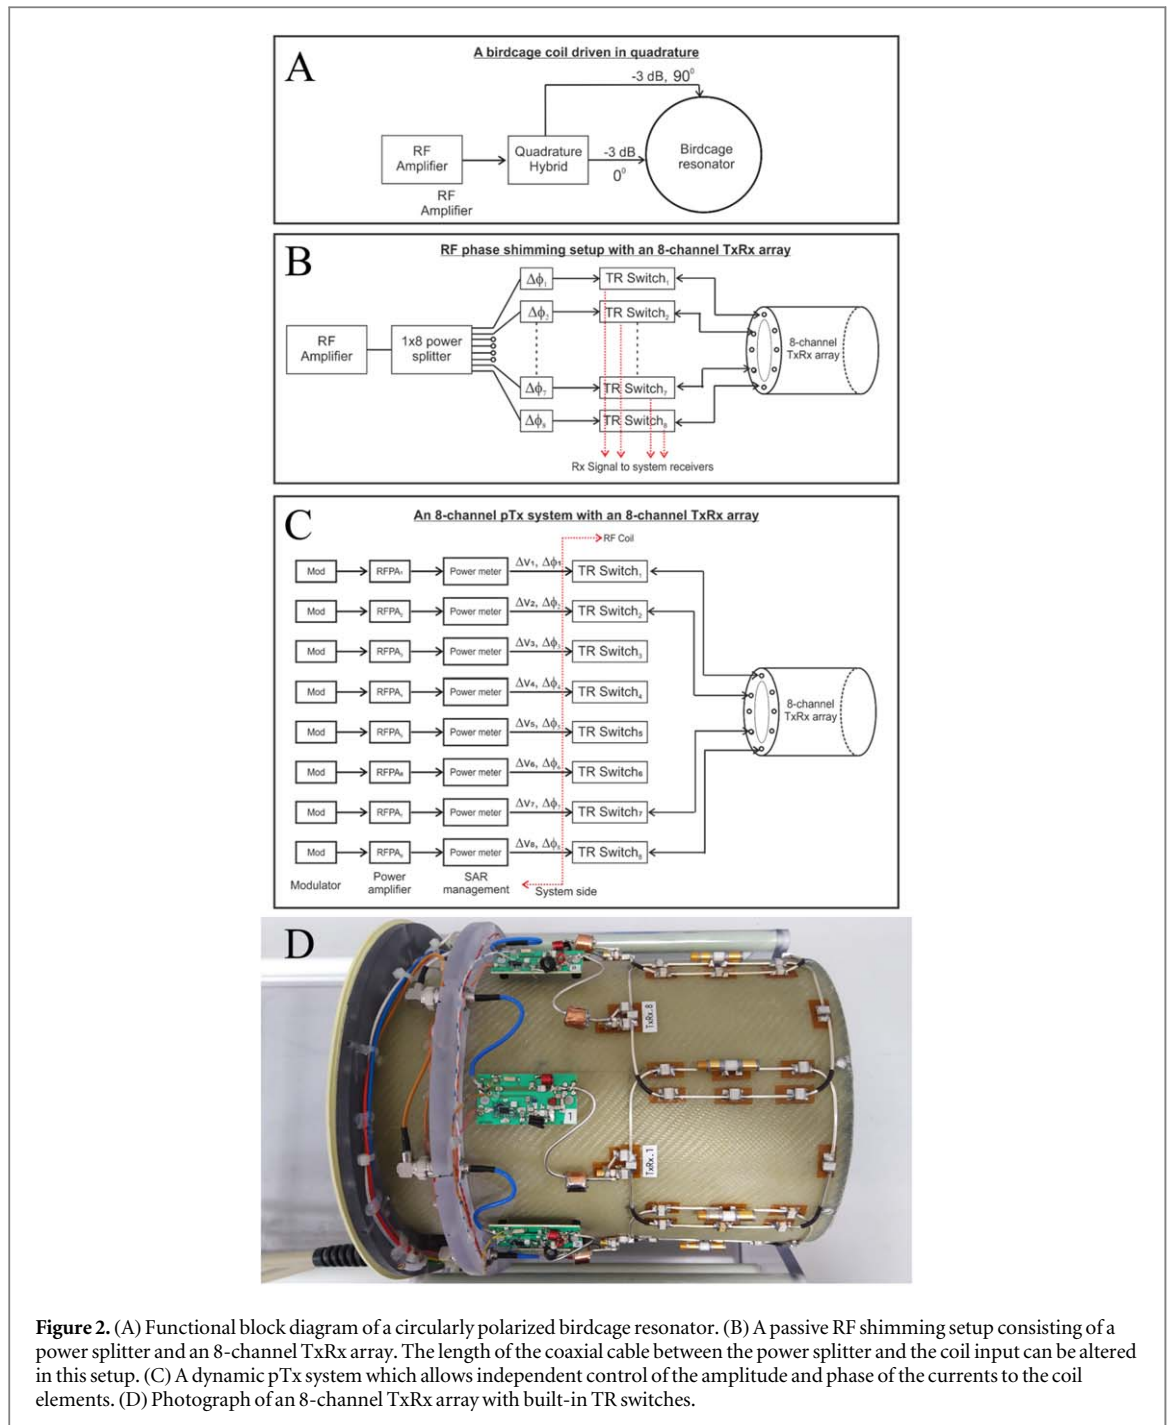 A
A birdcage coil driven in quadrature
-3 dB, 90⁰
RF
Amplifier
Quadrature
Hybrid
-3 dB
0⁰
Birdcage
resonator
RF
Amplifier
B
RF phase shimming setup with an 8-channel TxRx array
Δϕ₁
TR Switch₁
Δϕ₂
TR Switch₂
RF
Amplifier
1x8 power
splitter
8-channel
TxRx array
Δϕ₇
TR Switch₇
Δϕ₈
TR Switch₈
Rx Signal to system receivers
C
An 8-channel pTx system with an 8-channel TxRx array
RF Coil
Mod RFPA₁ Power meter Δv₁, Δϕ₁ TR Switch₁
Mod RFPA₂ Power meter Δv₂, Δϕ₂ TR Switch₂
Mod RFPA₃ Power meter Δv₃, Δϕ₃ TR Switch₃
Mod RFPA₄ Power meter Δv₄, Δϕ₄ TR Switch₄
Mod RFPA₅ Power meter Δv₅, Δϕ₅ TR Switch₅
Mod RFPA₆ Power meter Δv₆, Δϕ₆ TR Switch₆
Mod RFPA₇ Power meter Δv₇, Δϕ₇ TR Switch₇
Mod RFPA₈ Power meter Δv₈, Δϕ₈ TR Switch₈
8-channel
TxRx array
Modulator
Power
amplifier
SAR
management
System side
D
TxRx.8
1
TxRx.1
Figure 2. (A) Functional block diagram of a circularly polarized birdcage resonator. (B) A passive RF shimming setup consisting of a
power splitter and an 8-channel TxRx array. The length of the coaxial cable between the power splitter and the coil input can be altered
in this setup. (C) A dynamic pTx system which allows independent control of the amplitude and phase of the currents to the coil
elements. (D) Photograph of an 8-channel TxRx array with built-in TR switches.